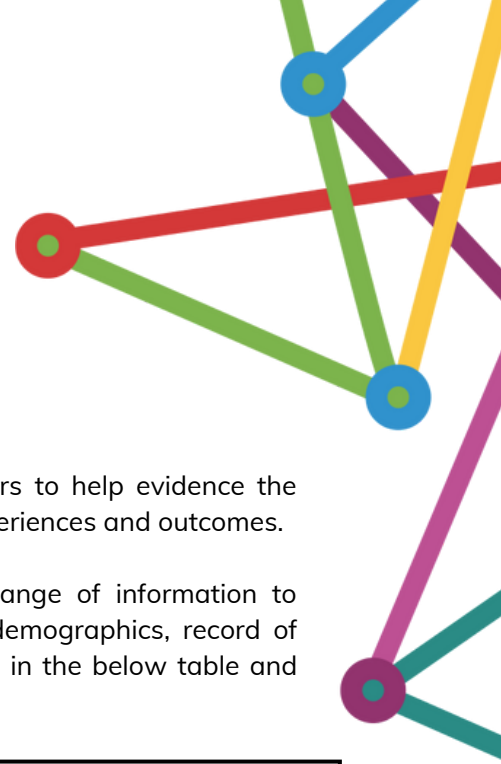 rs to help evidence the
eriences and outcomes.
ange of information to
demographics, record of
in the below table and